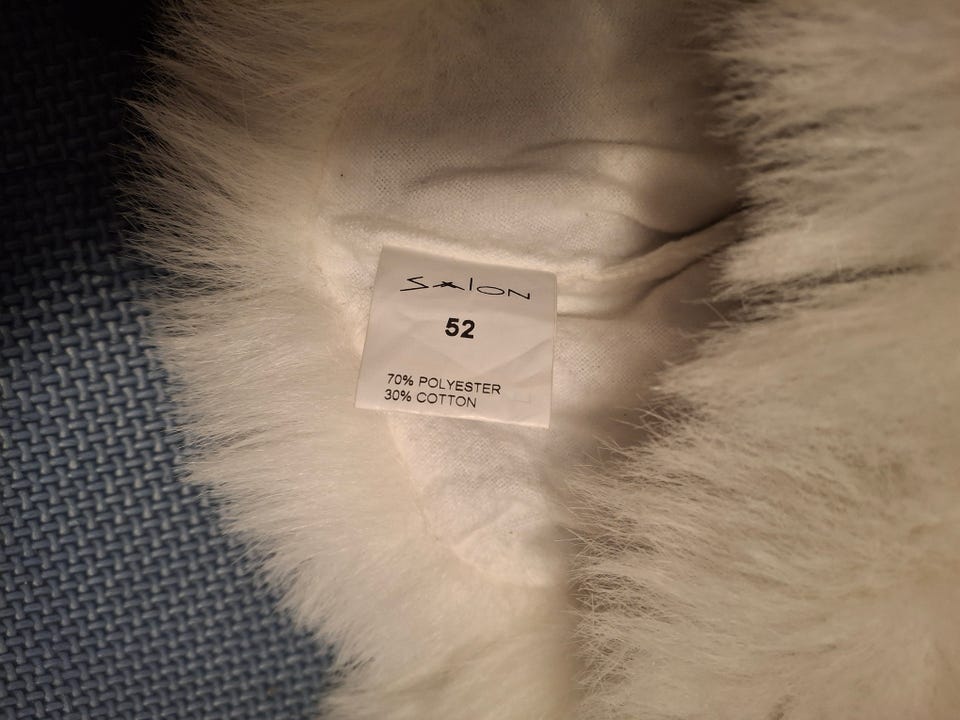 SALON
52
70% POLYESTER
30% COTTON